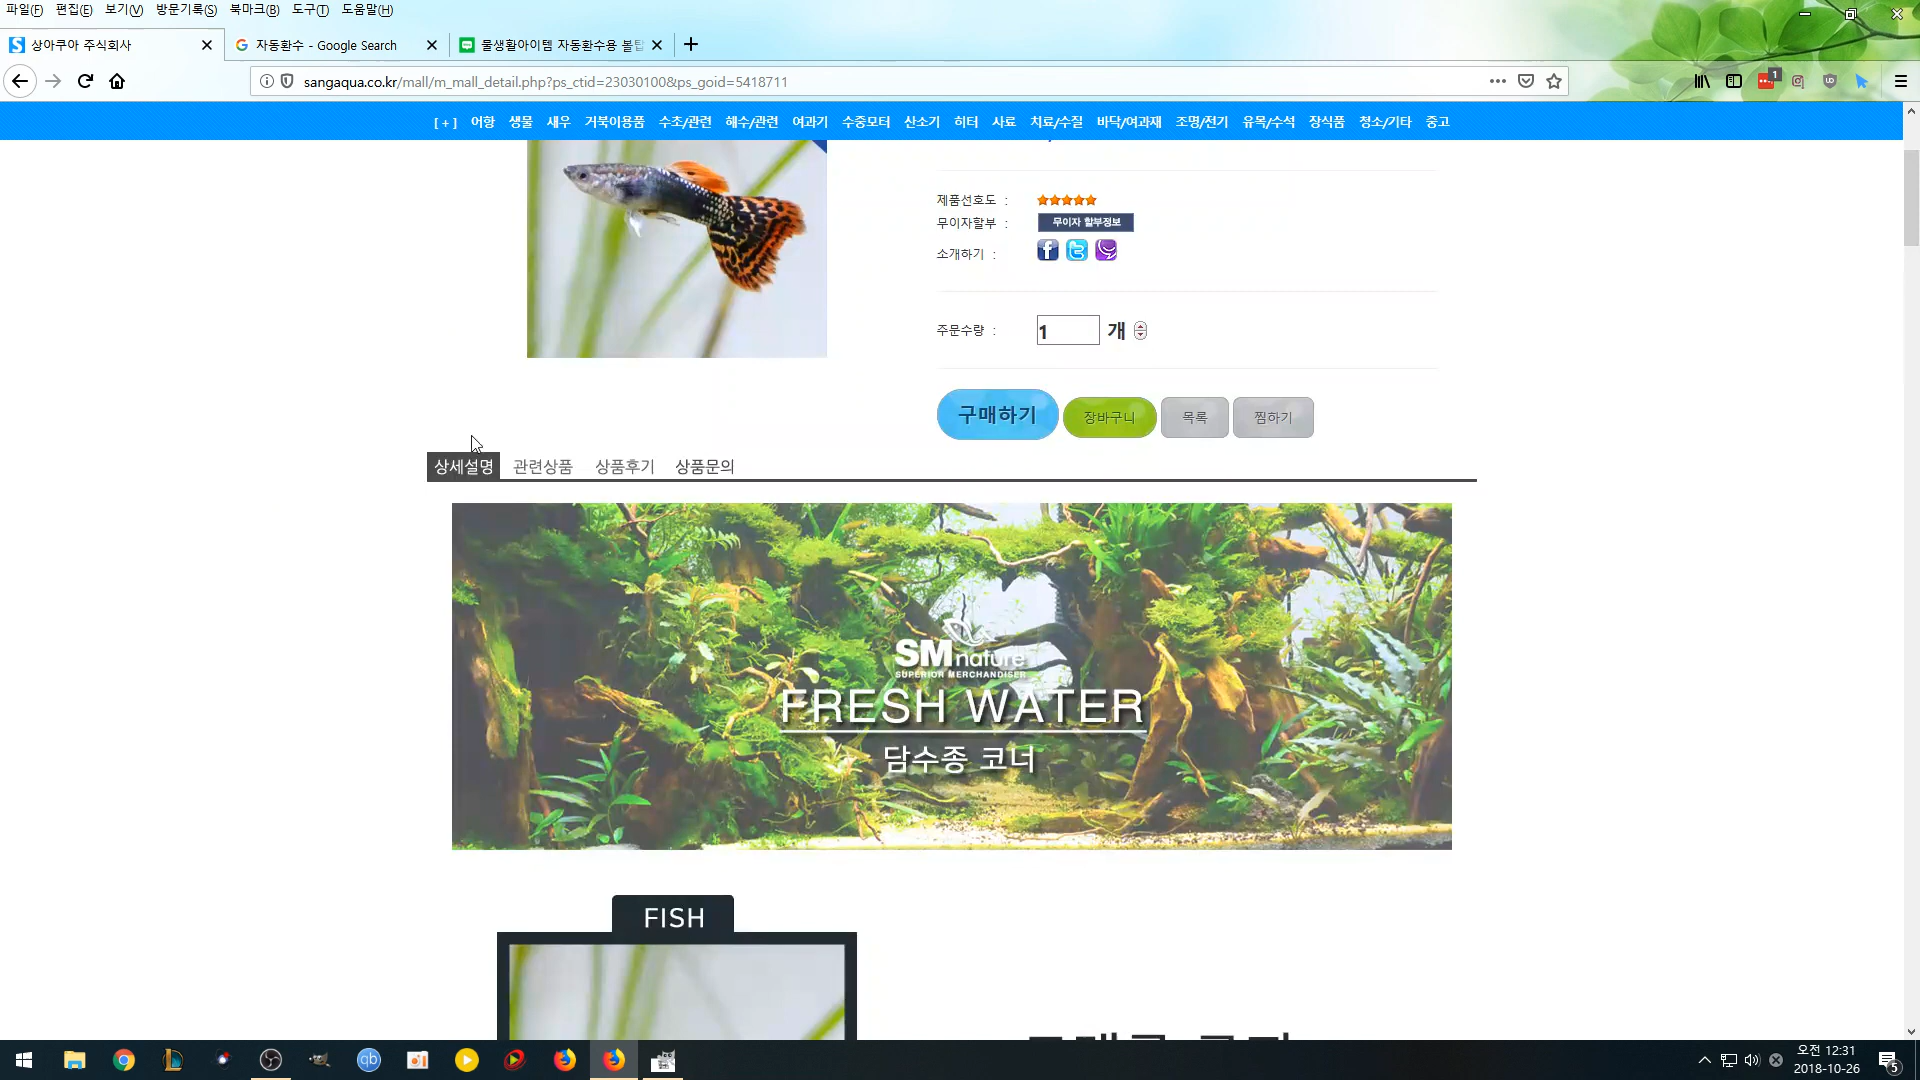 파일(F) 편집(E) 보기(V) 방문기록(S) 북마크(B) 도구(T) 도움말(H)
상아쿠아 주식회사
자동환수 - Google Search
물생활아이템 자동환수용 볼탑
sangaqua.co.kr/mall/m_mall_detail.php?ps_ctid=23030100&ps_goid=5418711
1
[ + ] 어항 생물 새우 거북이용품 수초/관련 해수/관련 여과기 수중모터 산소기 히터 사료 치료/수질 바닥/여과재 조명/전기 유목/수석 장식품 청소/기타 중고
제품선호도 :
무이자할부 : 무이자 할부정보
소개하기 :
주문수량 : 1 개
구매하기 장바구니 목록 찜하기
상세설명 관련상품 상품후기 상품문의
SM nature
SUPERIOR MERCHANDISER
FRESH WATER
담수종 코너
FISH
오전 12:31
2018-10-26
5